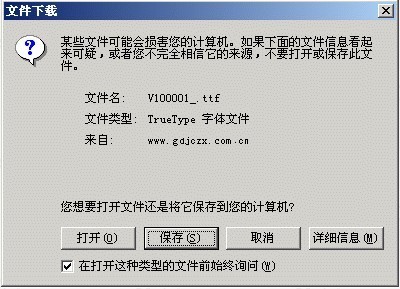 文件下载
某些文件可能会损害您的计算机。如果下面的文件信息看起
来可疑，或者您不完全相信它的来源，不要打开或保存此文
件。
文件名: V100001_.ttf
文件类型: TrueType 字体文件
来自: www.gdjczx.com.cn
您想要打开文件还是将它保存到您的计算机?
打开(O) 保存(S) 取消 详细信息(M)
在打开这种类型的文件前始终询问(W)